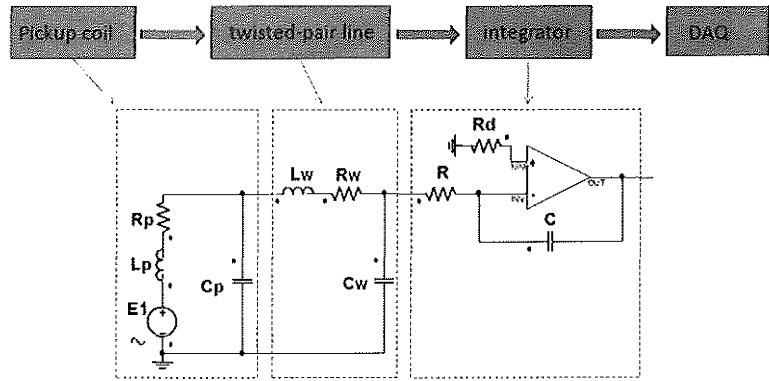 Pickup coil
twisted-pair line
integrator
DAQ
Rd
Lw
Rw
R
OUT
Rp
C
Lp
Cp
Cw
E1